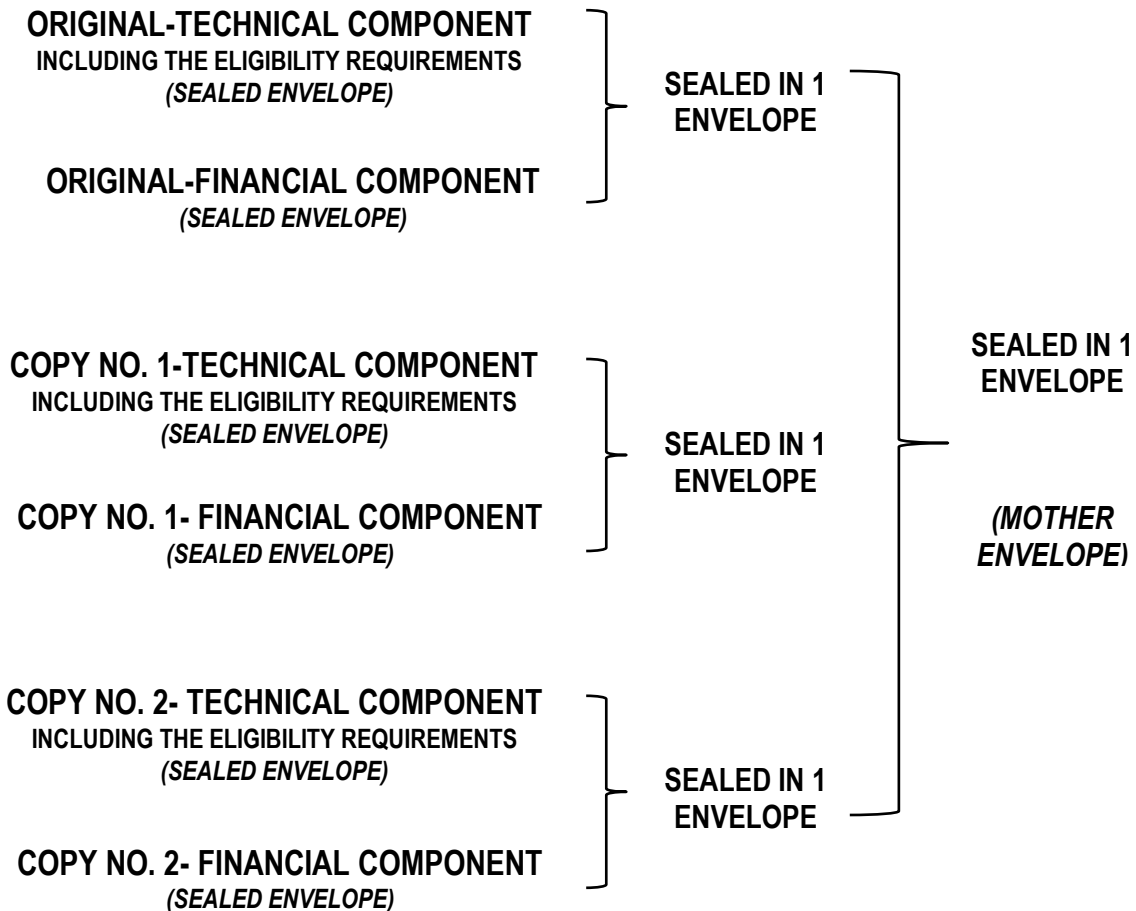 ORIGINAL-TECHNICAL COMPONENT
INCLUDING THE ELIGIBILITY REQUIREMENTS
(SEALED ENVELOPE)
ORIGINAL-FINANCIAL COMPONENT
(SEALED ENVELOPE)
SEALED IN 1
ENVELOPE
COPY NO. 1-TECHNICAL COMPONENT
INCLUDING THE ELIGIBILITY REQUIREMENTS
(SEALED ENVELOPE)
COPY NO. 1- FINANCIAL COMPONENT
(SEALED ENVELOPE)
SEALED IN 1
ENVELOPE
COPY NO. 2- TECHNICAL COMPONENT
INCLUDING THE ELIGIBILITY REQUIREMENTS
(SEALED ENVELOPE)
COPY NO. 2- FINANCIAL COMPONENT
(SEALED ENVELOPE)
SEALED IN 1
ENVELOPE
SEALED IN 1
ENVELOPE
(MOTHER
ENVELOPE)